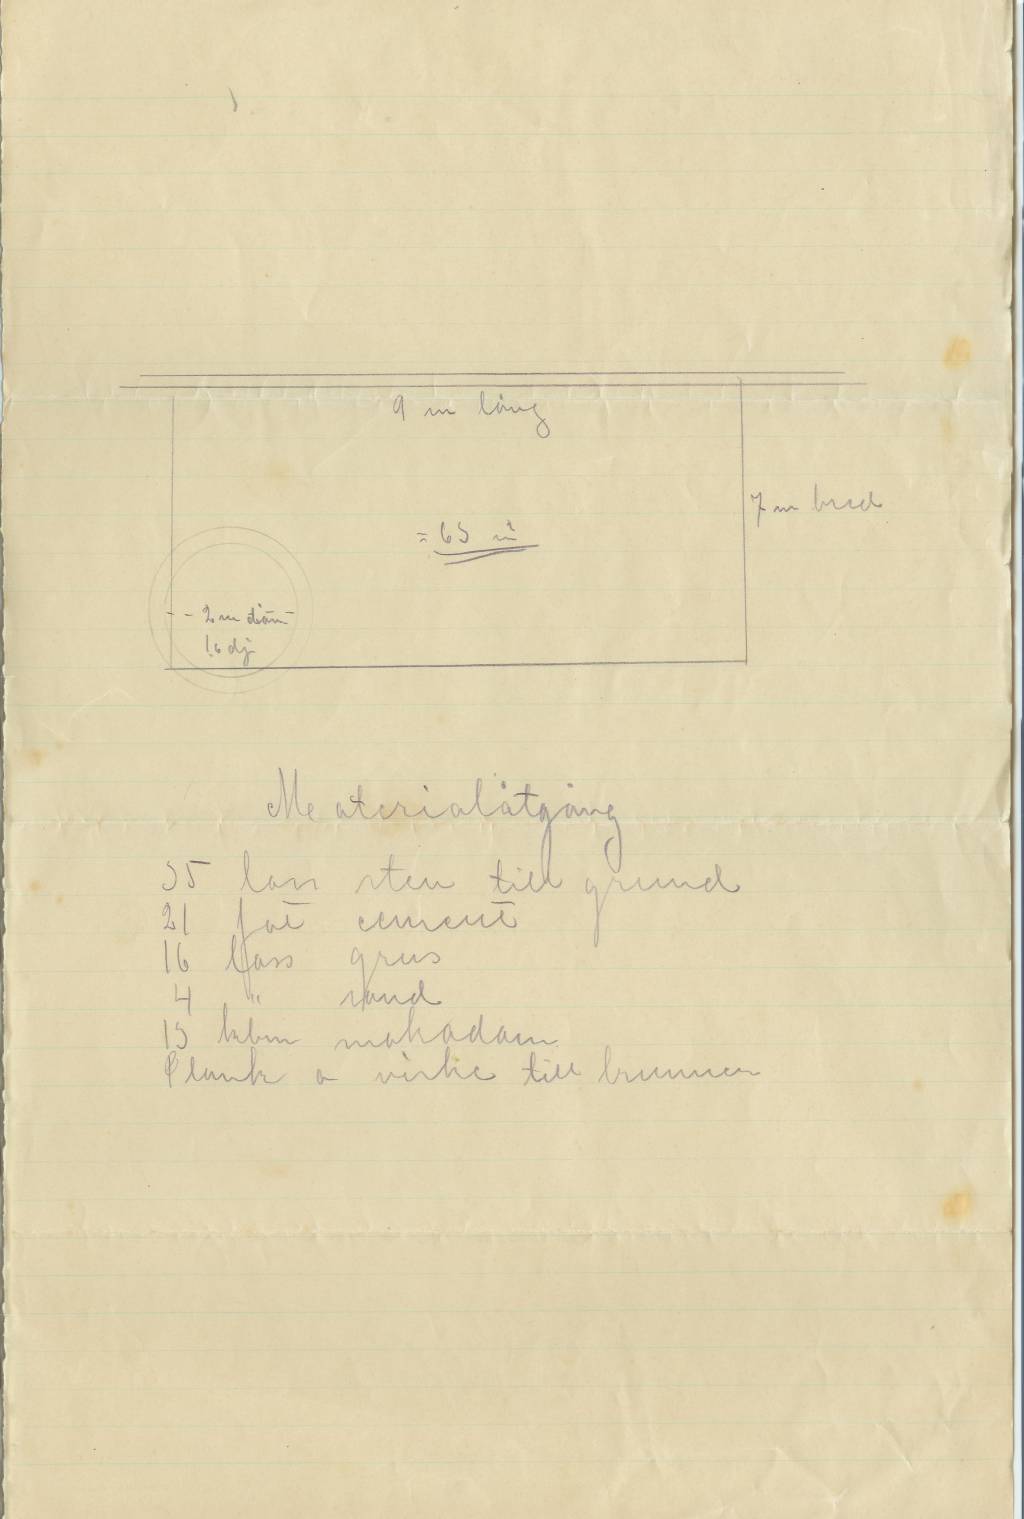 9 m lång
7 m bred
= 63 m²
2 m diam
1,6 dj
Materialåtgång
35 lass sten till grund
21 fat cement
16 lass grus
4 " sand
15 kbm makadam
Plank o virke till brunnen